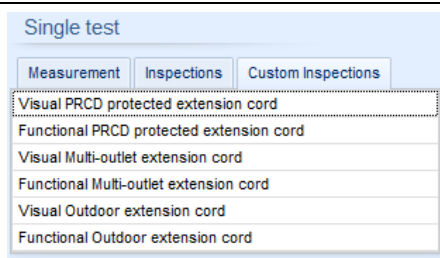 Single test
Measurement Inspections Custom Inspections
Visual PRCD protected extension cord
Functional PRCD protected extension cord
Visual Multi-outlet extension cord
Functional Multi-outlet extension cord
Visual Outdoor extension cord
Functional Outdoor extension cord